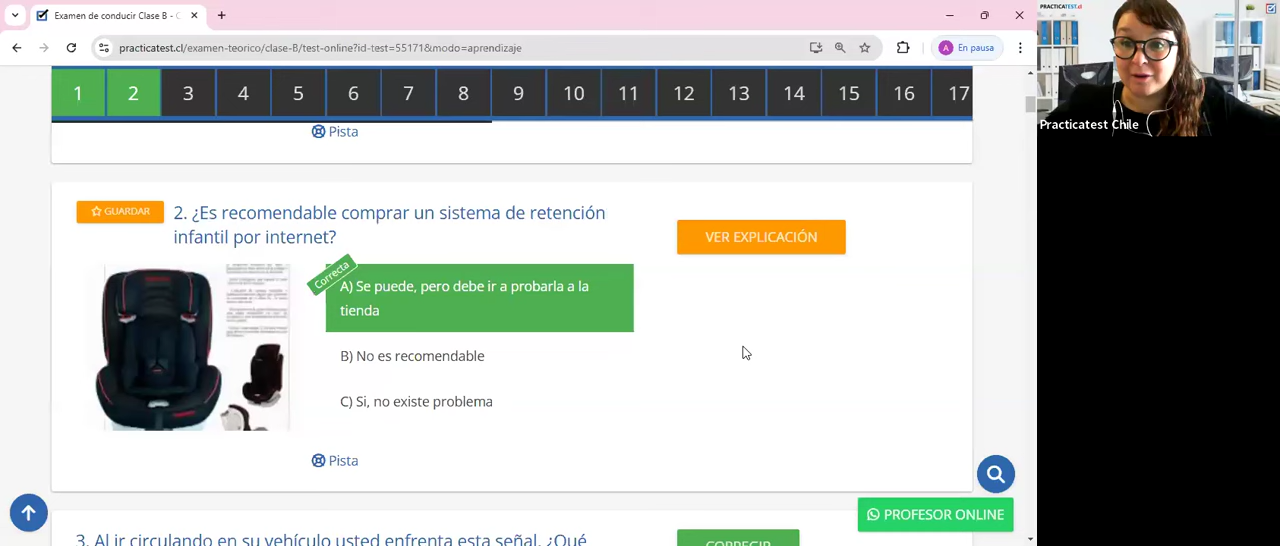 Examen de conducir Clase B - C
practicatest.cl/examen-teorico/clase-B/test-online?id-test=55171&modo=aprendizaje
A
En pausa
PRACTICATEST.cl
Practicatest Chile
1 2 3 4 5 6 7 8 9 10 11 12 13 14 15 16 17
Pista
GUARDAR
2. ¿Es recomendable comprar un sistema de retención
infantil por internet?
VER EXPLICACIÓN
Correcta
A) Se puede, pero debe ir a probarla a la
tienda
B) No es recomendable
C) Si, no existe problema
Pista
PROFESOR ONLINE
3. Al ir circulando en su vehículo usted enfrenta esta señal. ¿Qué
CORREGIR